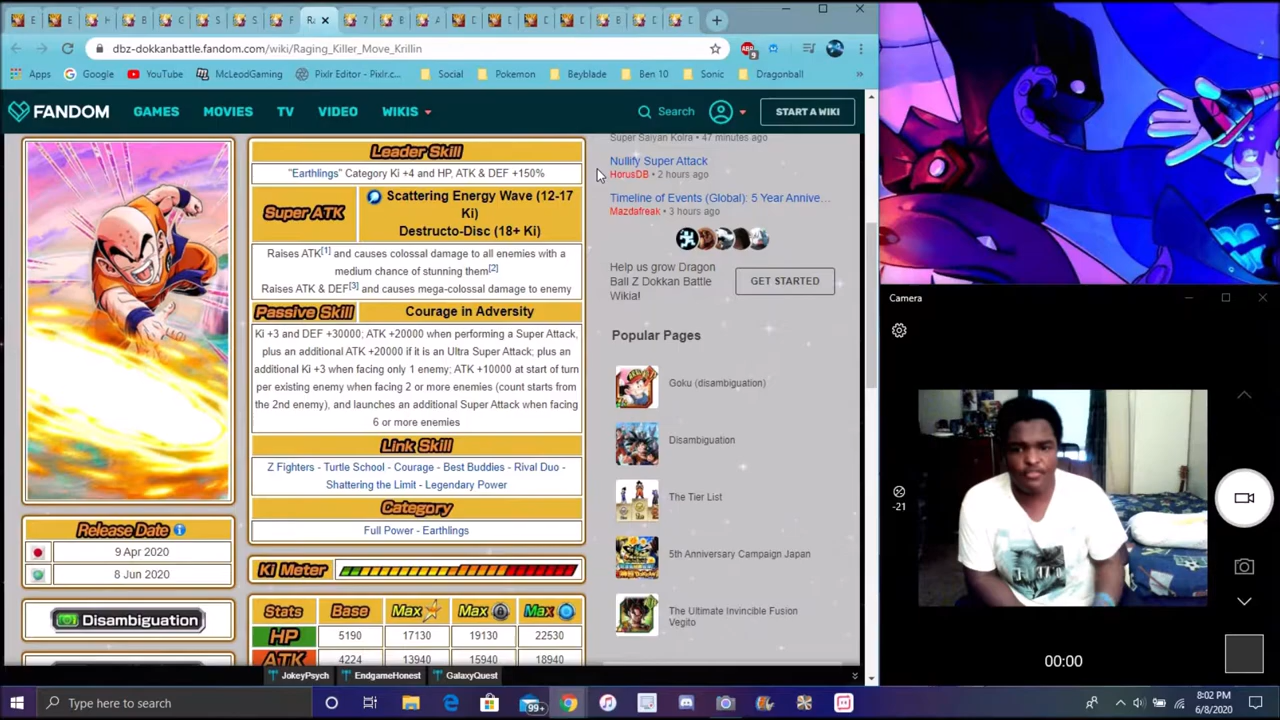 Ra
dbz-dokkanbattle.fandom.com/wiki/Raging_Killer_Move_Krillin
Apps Google YouTube McLeodGaming Pixlr Editor - Pixlr.c... Social Pokemon Beyblade Ben 10 Sonic Dragonball »
FANDOM GAMES MOVIES TV VIDEO WIKIS Search START A WIKI
Leader Skill
"Earthlings" Category Ki +4 and HP, ATK & DEF +150%
Super ATK
Scattering Energy Wave (12-17
Ki)
Destructo-Disc (18+ Ki)
Raises ATK[1] and causes colossal damage to all enemies with a
medium chance of stunning them[2]
Raises ATK & DEF[3] and causes mega-colossal damage to enemy
Passive Skill Courage in Adversity
Ki +3 and DEF +30000; ATK +20000 when performing a Super Attack,
plus an additional ATK +20000 if it is an Ultra Super Attack; plus an
additional Ki +3 when facing only 1 enemy; ATK +10000 at start of turn
per existing enemy when facing 2 or more enemies (count starts from
the 2nd enemy), and launches an additional Super Attack when facing
6 or more enemies
Link Skill
Z Fighters - Turtle School - Courage - Best Buddies - Rival Duo -
Shattering the Limit - Legendary Power
Category
Full Power - Earthlings
Ki Meter
Stats Base Max Max Max
HP 5190 17130 19130 22530
ATK 4224 13940 15940 18940
Release Date
9 Apr 2020
8 Jun 2020
Disambiguation
Super Saiyan Kolra • 47 minutes ago
Nullify Super Attack
HorusDB • 2 hours ago
Timeline of Events (Global): 5 Year Annive...
Mazdafreak • 3 hours ago
Help us grow Dragon
Ball Z Dokkan Battle
Wikia!
GET STARTED
Popular Pages
Goku (disambiguation)
Disambiguation
The Tier List
5th Anniversary Campaign Japan
The Ultimate Invincible Fusion
Vegito
JokeyPsych EndgameHonest GalaxyQuest
Camera
-21
00:00
Type here to search
99+
8:02 PM
6/8/2020